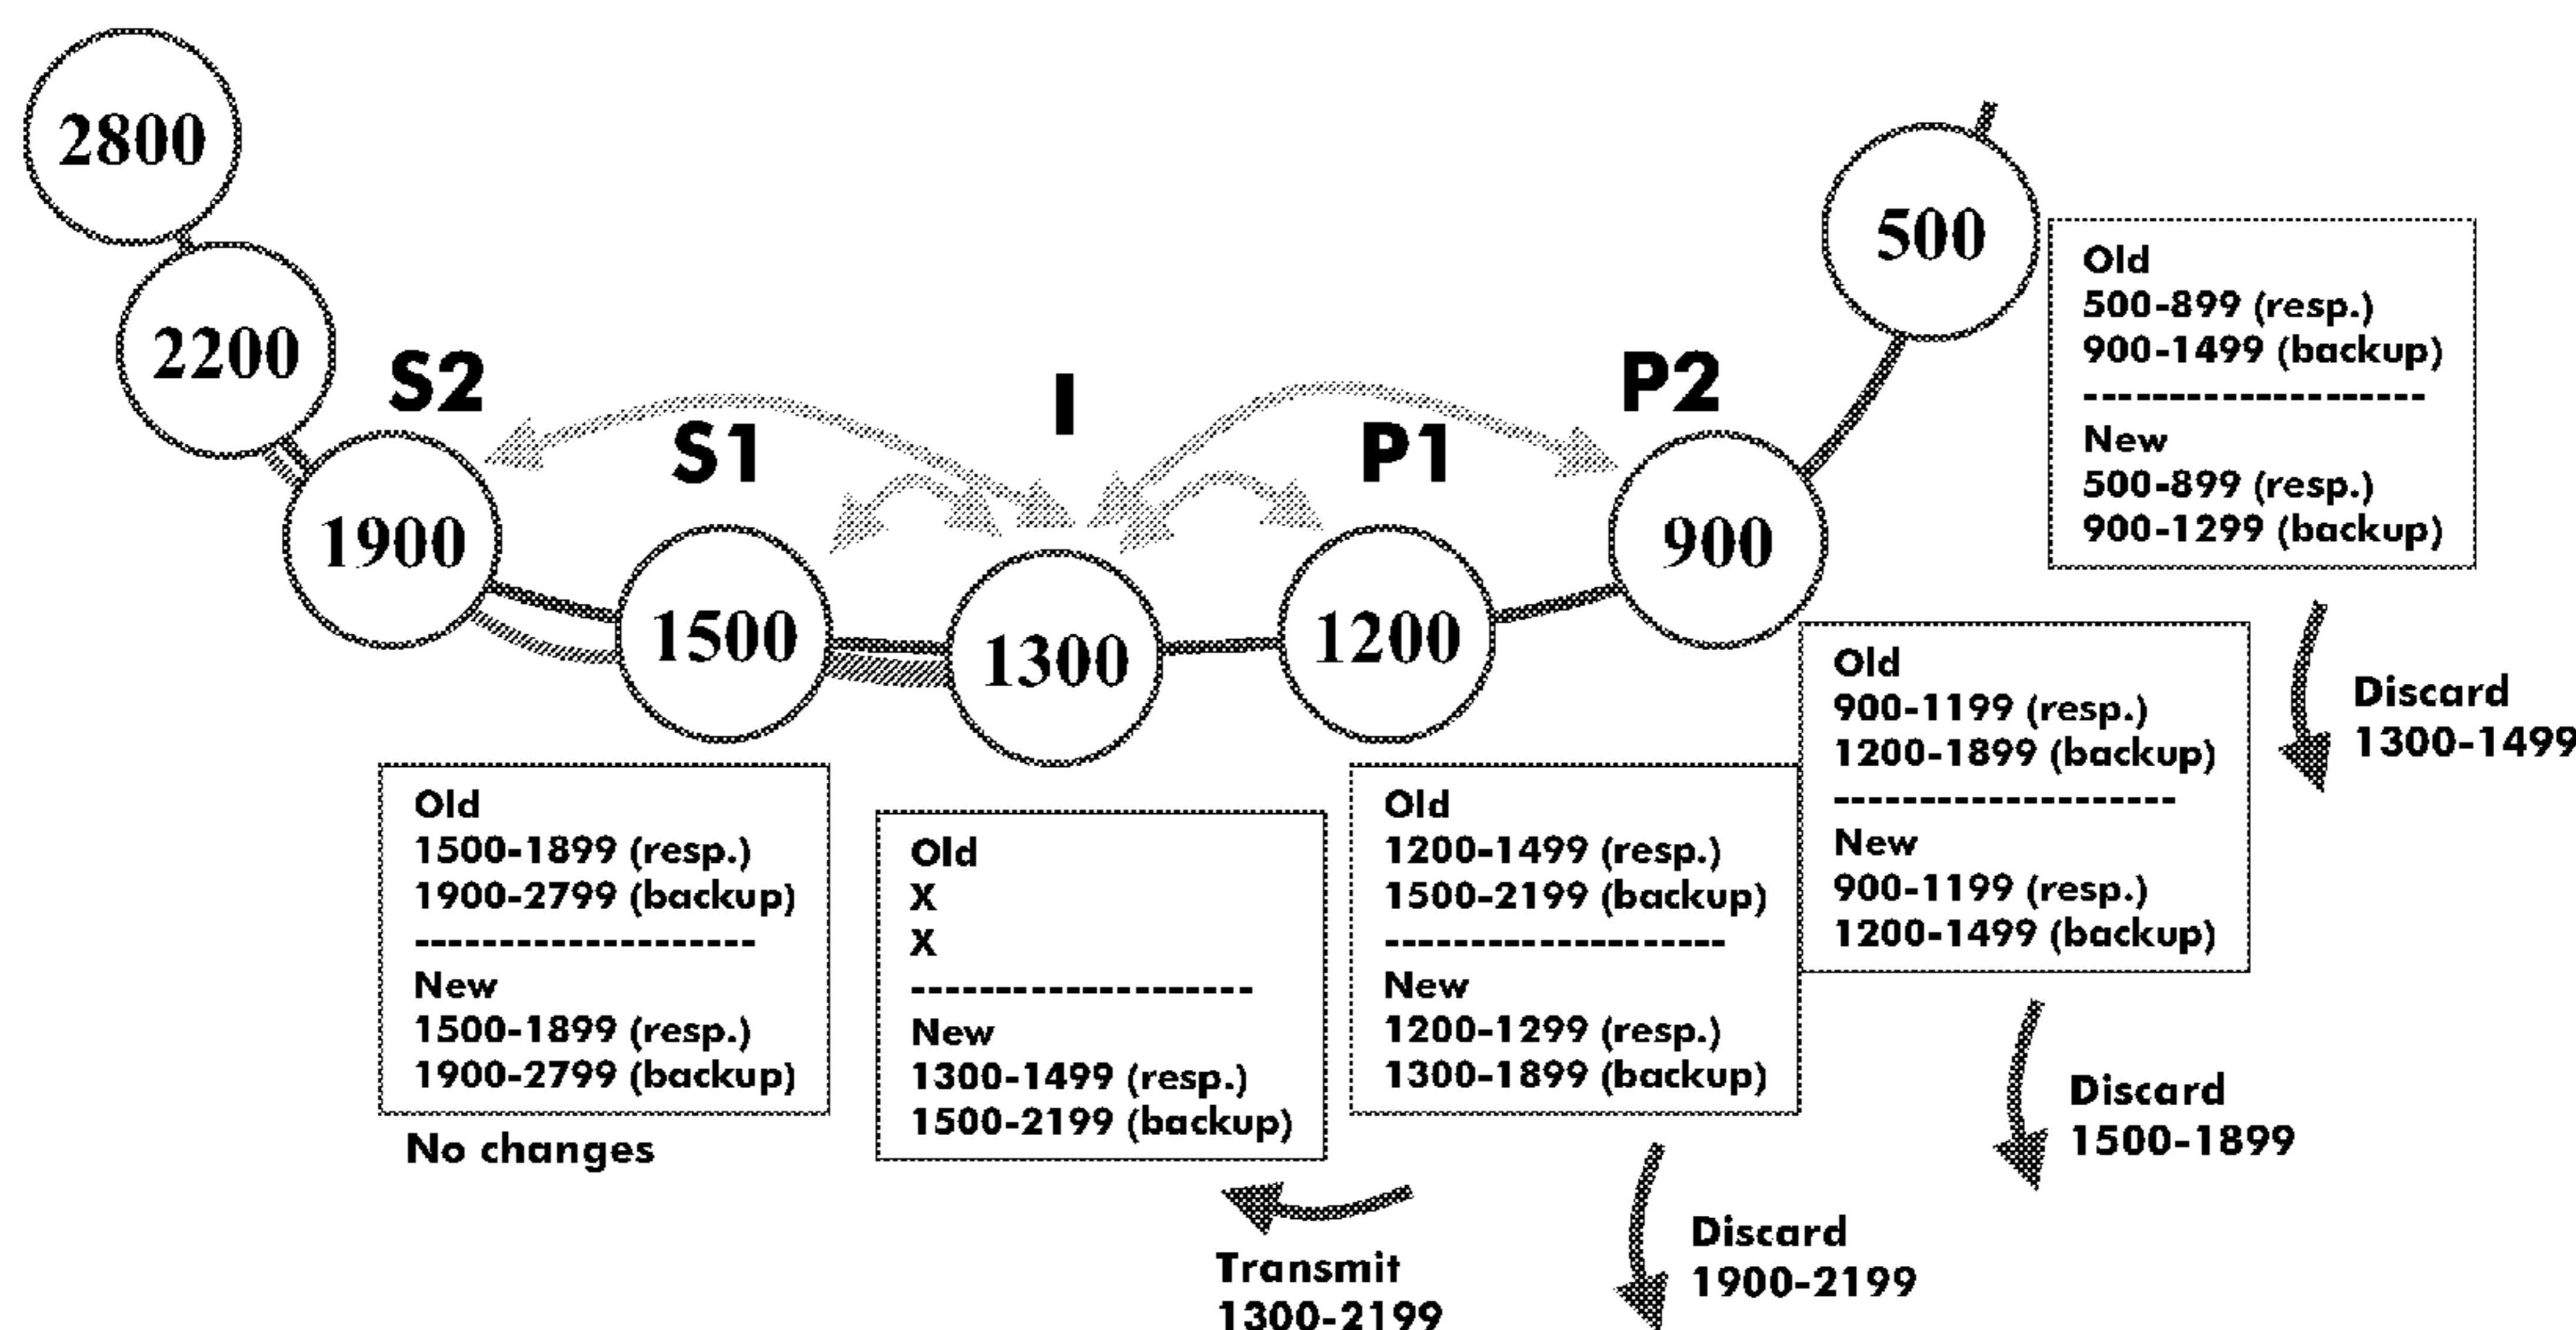 2800
2200
1900
1500
1300
1200
900
500
S2
S1
I
P1
P2
Old
500-899 (resp.)
900-1499 (backup)
--------------------
New
500-899 (resp.)
900-1299 (backup)
Discard
1300-1499
Old
900-1199 (resp.)
1200-1899 (backup)
--------------------
New
900-1199 (resp.)
1200-1499 (backup)
Discard
1500-1899
Old
1200-1499 (resp.)
1500-2199 (backup)
--------------------
New
1200-1299 (resp.)
1300-1899 (backup)
Discard
1900-2199
Old
X
X
--------------------
New
1300-1499 (resp.)
1500-2199 (backup)
Transmit
1300-2199
Old
1500-1899 (resp.)
1900-2799 (backup)
--------------------
New
1500-1899 (resp.)
1900-2799 (backup)
No changes